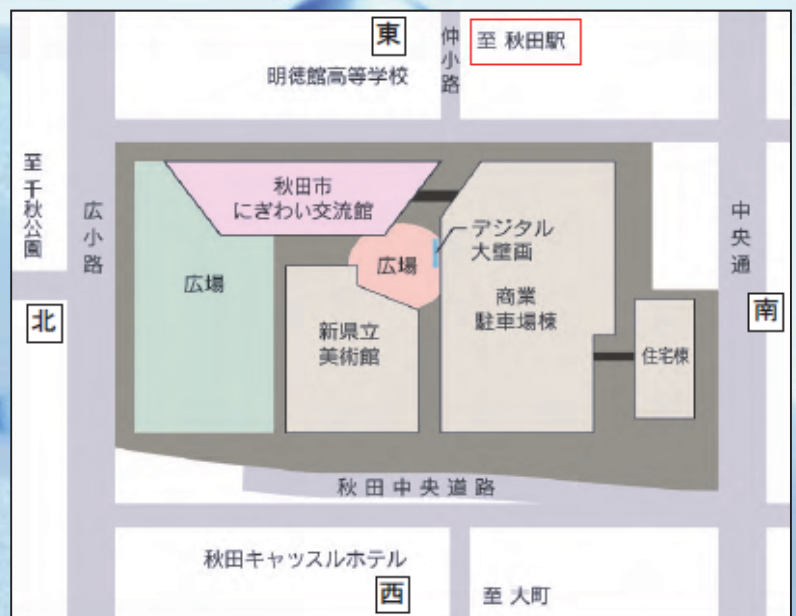 東
仲小路
至 秋田駅
明徳館高等学校
至 千秋公園
広小路
秋田市
にぎわい交流館
デジタル
大壁画
中央通
広場
広場
商業
駐車場棟
北
南
新県立
美術館
住宅棟
秋田中央道路
秋田キャッスルホテル
西
至 大町